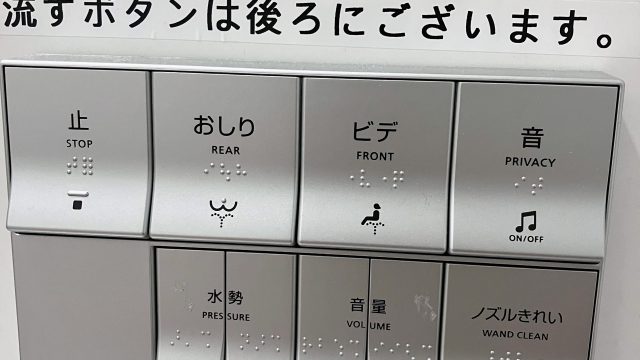 流すボタンは後ろにございます。
止 おしり ビデ 音
STOP REAR FRONT PRIVACY
ON/OFF
水勢 音量 ノズルきれい
PRESSURE VOLUME WAND CLEAN